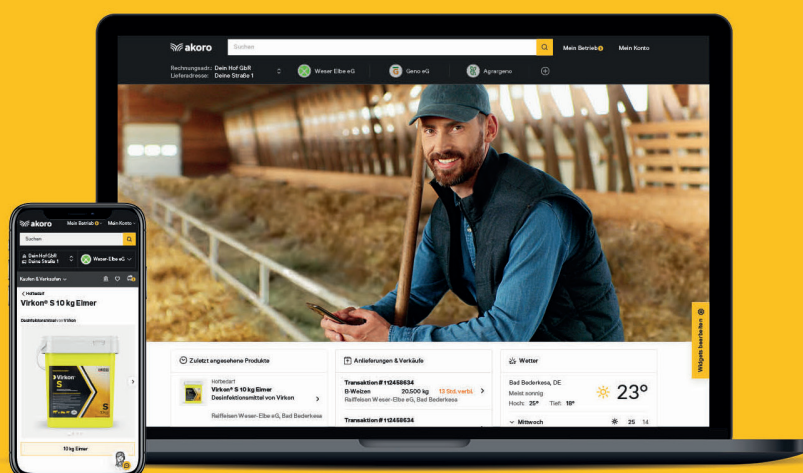 akoro
Suchen
Mein Betrieb
Mein Konto
Rechnungsadr.: Dein Hof GbR
Lieferadresse: Deine Straße 1
Weser Elbe eG
Geno eG
Agrargeno
Widgets bearbeiten
Zuletzt angesehene Produkte
Hofbedarf
Virkon® S 10 kg Eimer
Desinfektionsmittel von Virkon
Raiffeisen Weser-Elbe eG, Bad Bederkesa
Anlieferungen & Verkäufe
Transaktion # 112458634
B-Weizen 20.500 kg 13 Std. verbl.
Raiffeisen Weser-Elbe eG, Bad Bederkesa
Transaktion # 112458534
Wetter
Bad Bederkesa, DE
Meist sonnig
Hoch: 25° Tief: 18°
23°
Mittwoch 25 14
akoro
Mein Betrieb
Mein Konto
Suchen
Dein Hof GbR
Deine Straße 1
Weser-Elbe eG
Kaufen & Verkaufen
Hofbedarf
Virkon® S 10 kg Eimer
Desinfektionsmittel von Virkon
Virkon
S
10 kg Eimer